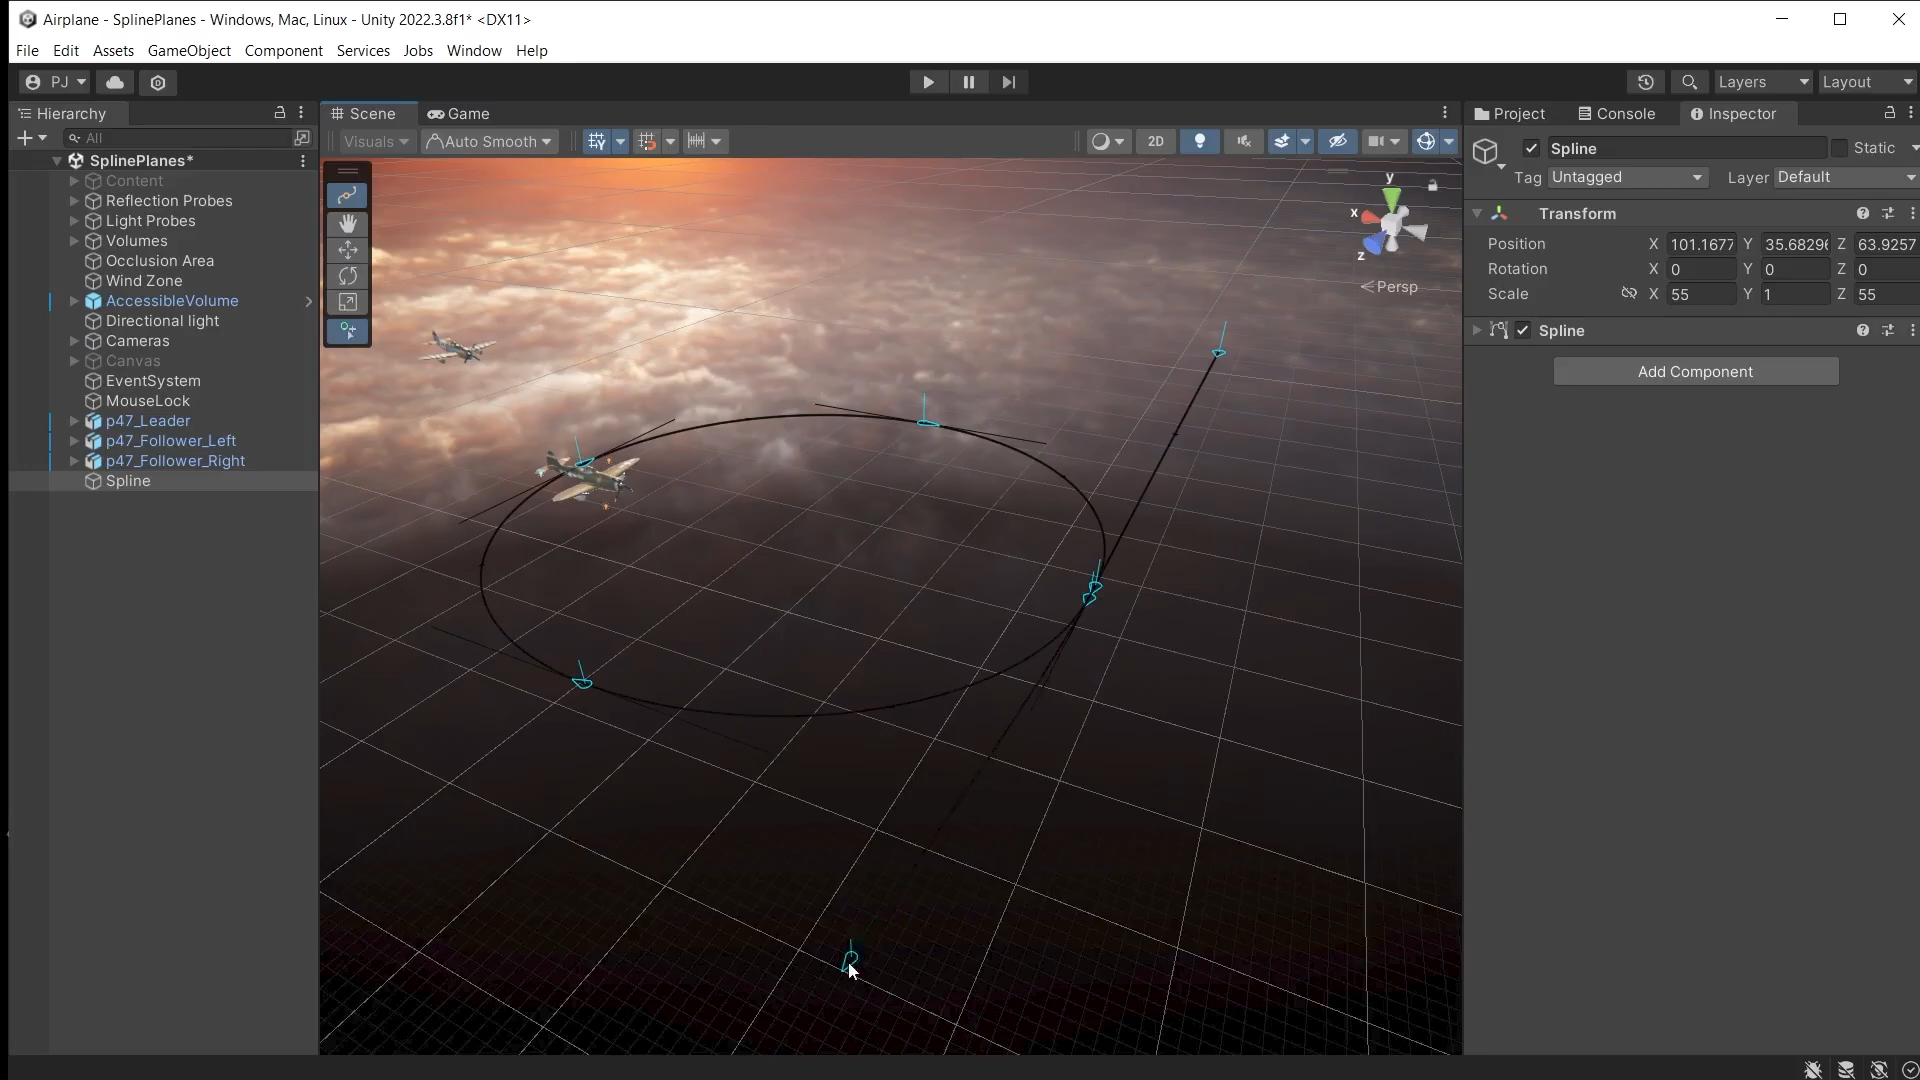 Airplane - SplinePlanes - Windows, Mac, Linux - Unity 2022.3.8f1* <DX11>
File Edit Assets GameObject Component Services Jobs Window Help
PJ Layers Layout
Hierarchy Scene Game Project Console Inspector
All Visuals Auto Smooth 2D Spline Static
SplinePlanes*
Tag Untagged Layer Default
Content
Reflection Probes
Light Probes
Volumes
Occlusion Area
Wind Zone
AccessibleVolume
Directional light
Cameras
Canvas
EventSystem
MouseLock
p47_Leader
p47_Follower_Left
p47_Follower_Right
Spline
y
x
z
Persp
Transform
Position X 101.1677 Y 35.6829 Z 63.9257
Rotation X 0 Y 0 Z 0
Scale X 55 Y 1 Z 55
Spline
Add Component